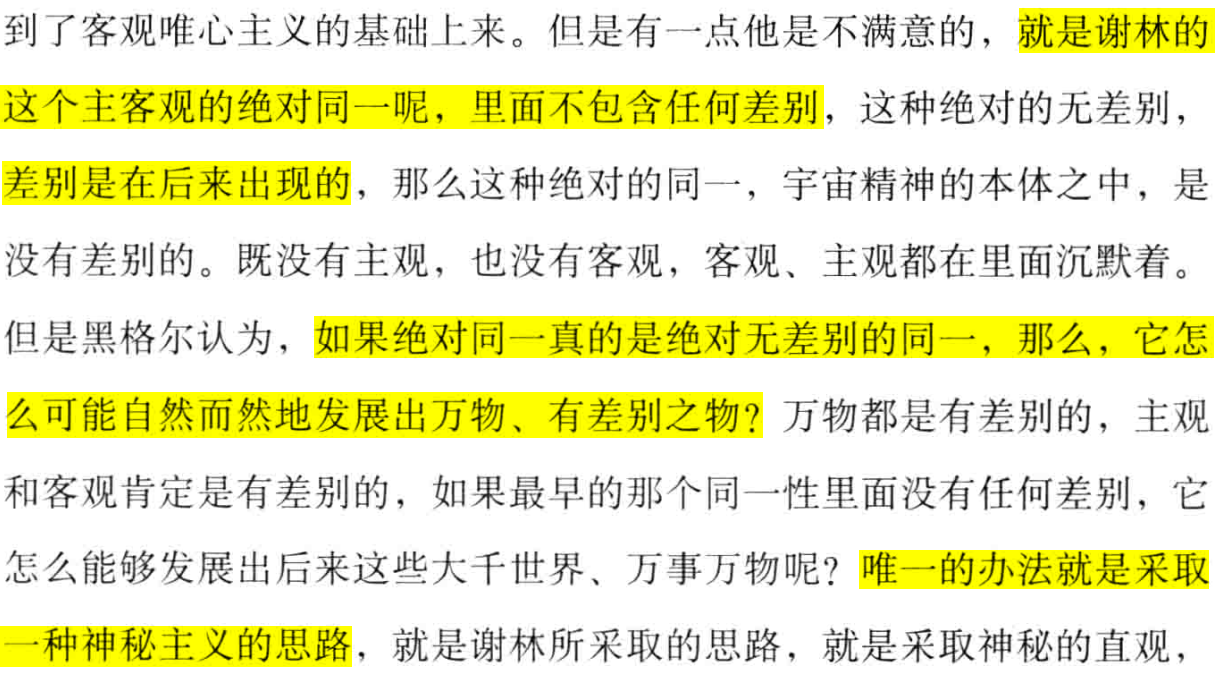 到了客观唯心主义的基础上来。但是有一点他是不满意的，就是谢林的
这个主客观的绝对同一呢，里面不包含任何差别，这种绝对的无差别，
差别是在后来出现的，那么这种绝对的同一，宇宙精神的本体之中，是
没有差别的。既没有主观，也没有客观，客观、主观都在里面沉默着。
但是黑格尔认为，如果绝对同一真的是绝对无差别的同一，那么，它怎
么可能自然而然地发展出万物、有差别之物？万物都是有差别的，主观
和客观肯定是有差别的，如果最早的那个同一性里面没有任何差别，它
怎么能够发展出后来这些大千世界、万事万物呢？唯一的办法就是采取
一种神秘主义的思路，就是谢林所采取的思路，就是采取神秘的直观，